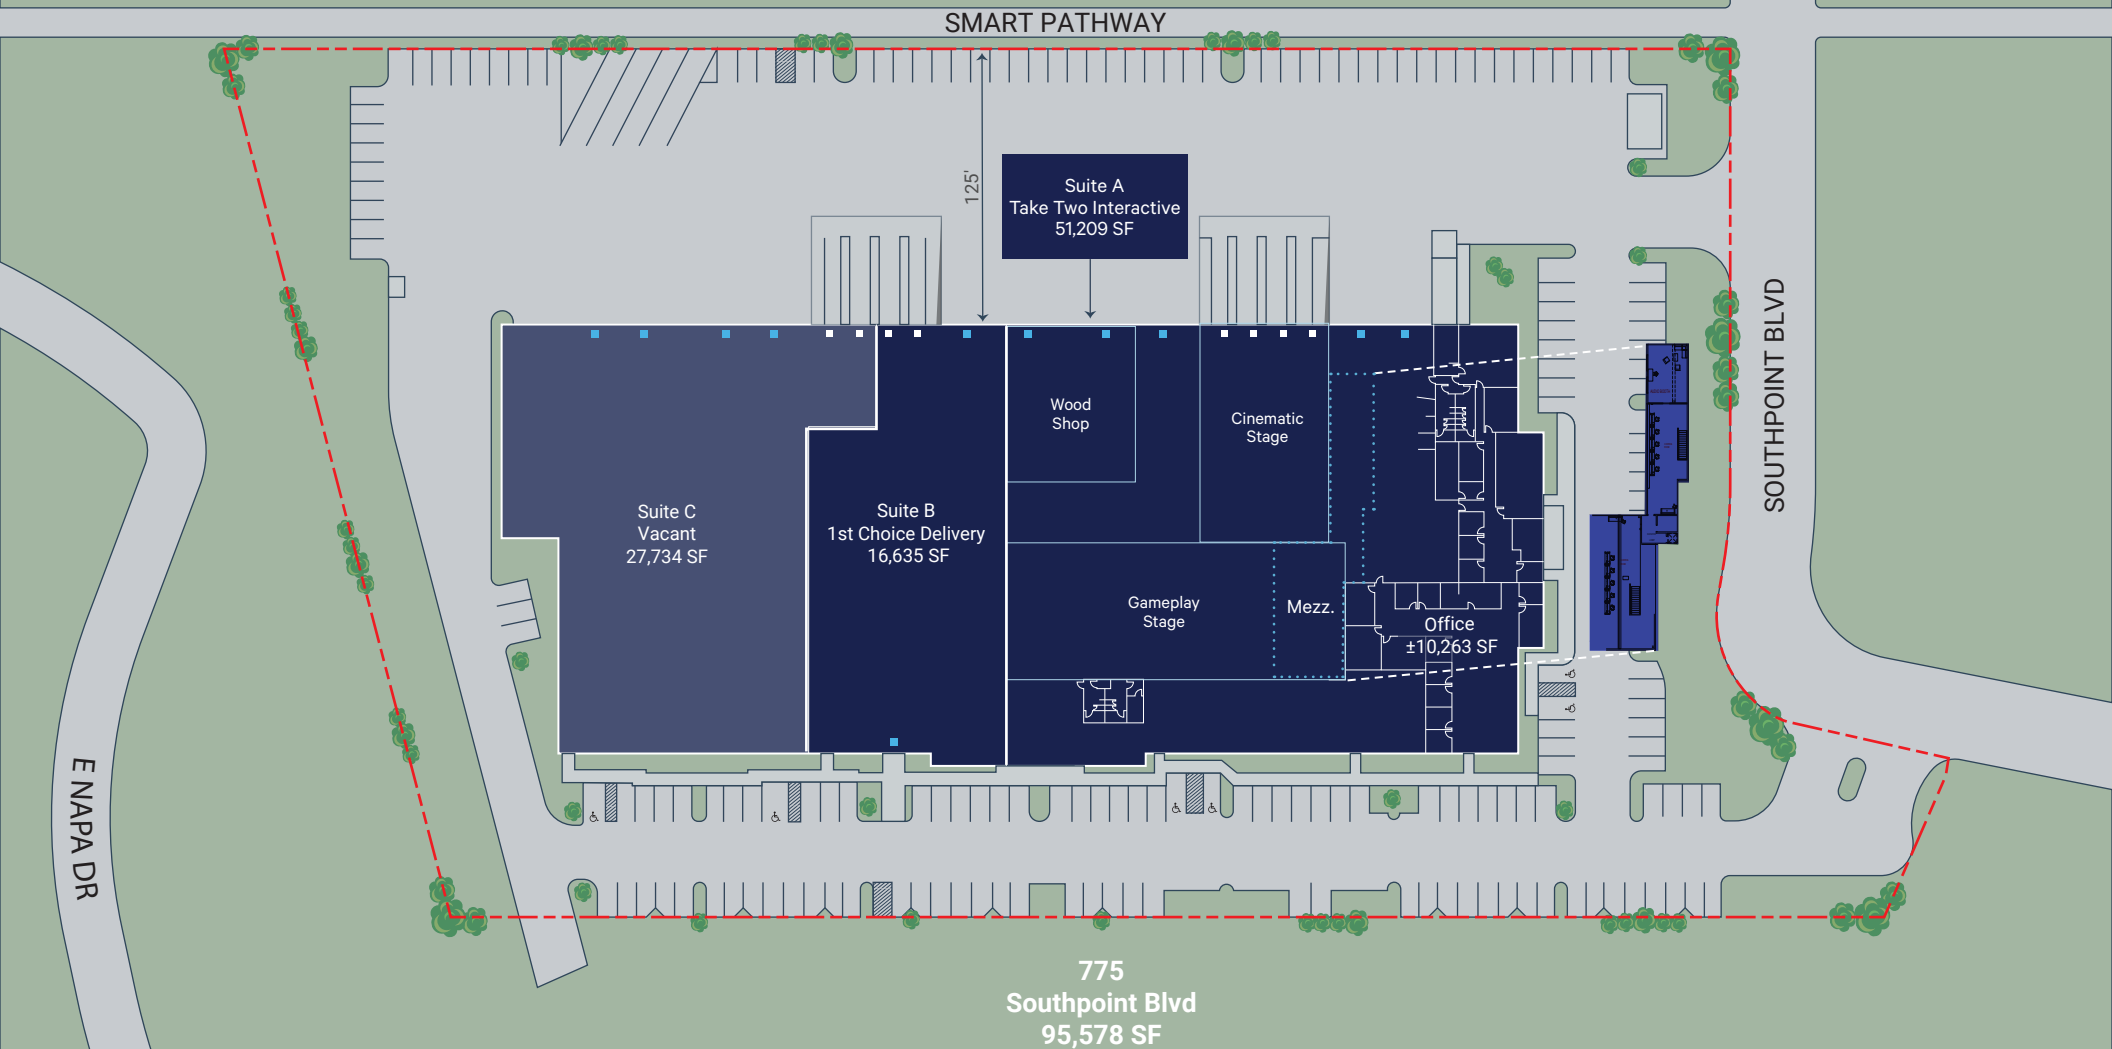 SMART PATHWAY
125'
Suite A
Take Two Interactive
51,209 SF
SOUTHPOINT BLVD
Wood
Shop
Cinematic
Stage
Suite C
Vacant
27,734 SF
Suite B
1st Choice Delivery
16,635 SF
Gameplay
Stage
Mezz.
Office
±10,263 SF
E NAPA DR
775
Southpoint Blvd
95,578 SF